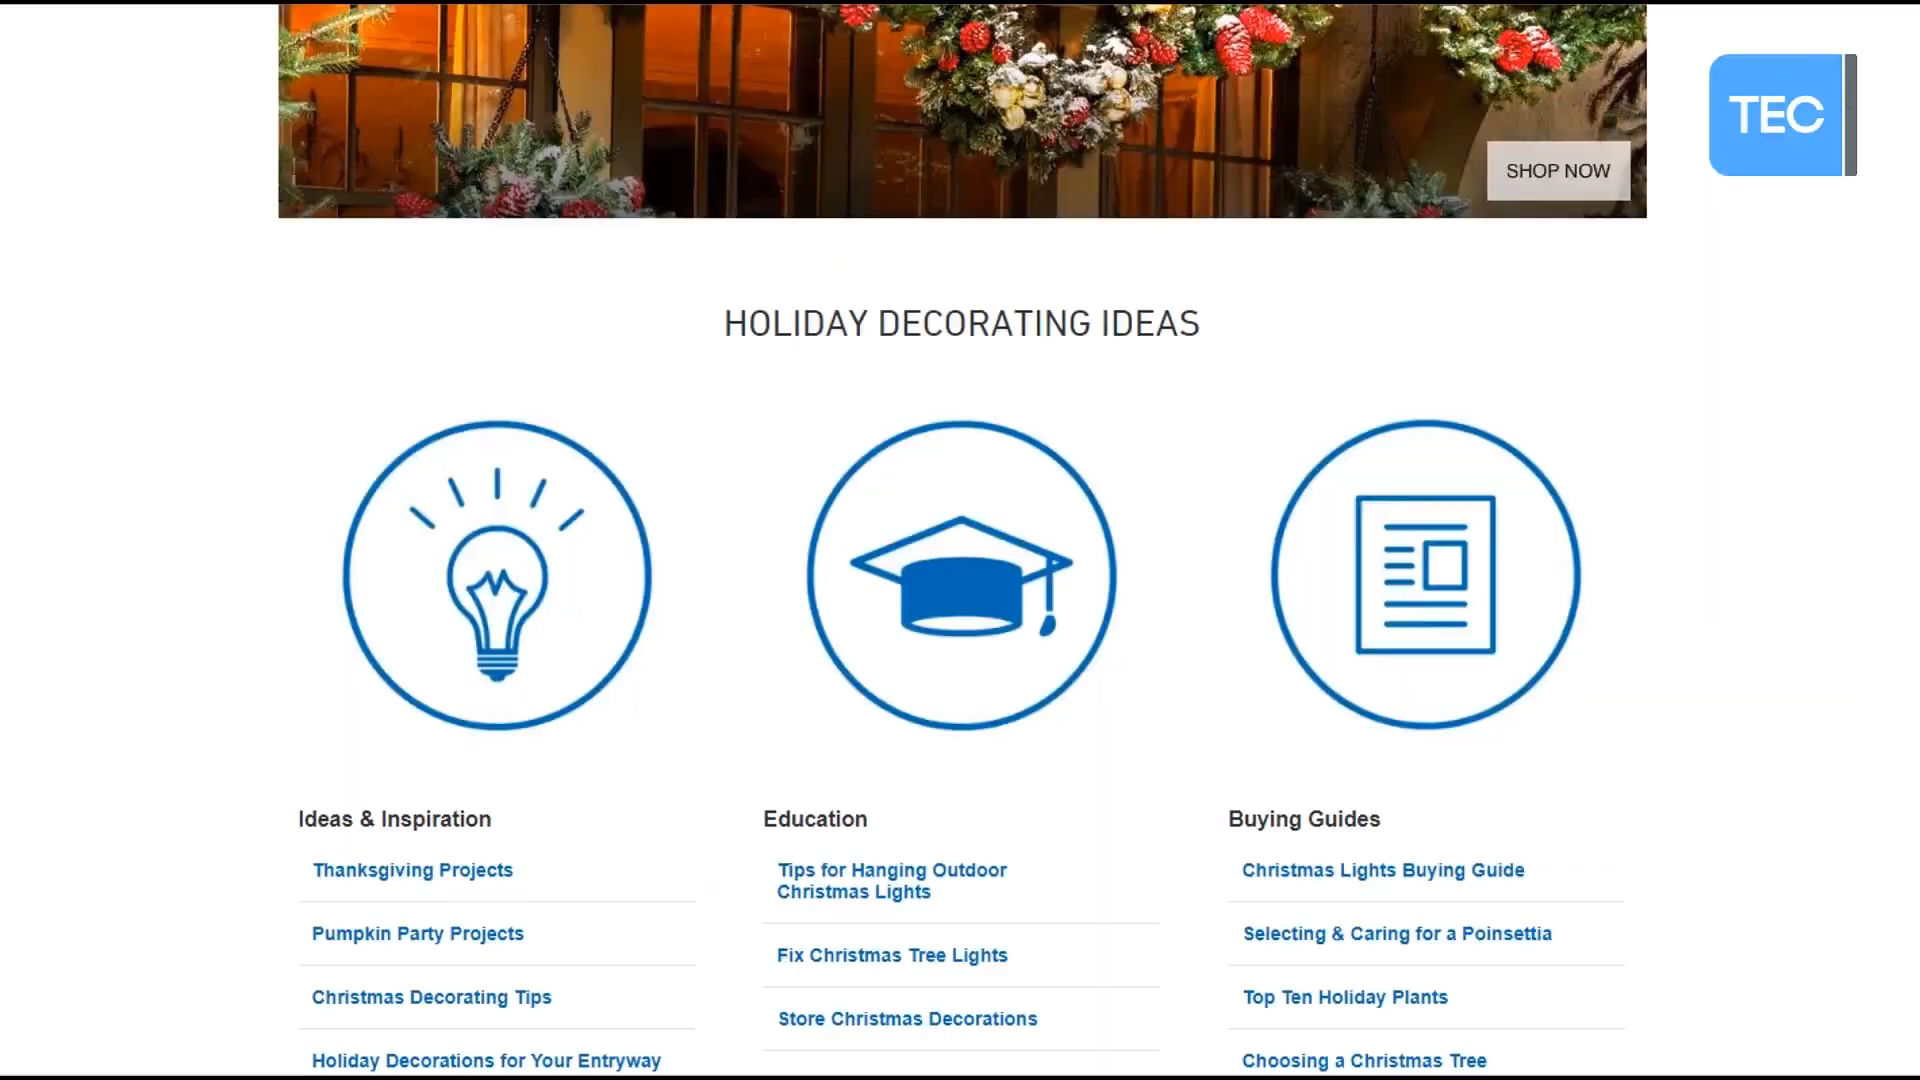 TEC
SHOP NOW
HOLIDAY DECORATING IDEAS
Ideas & Inspiration
Thanksgiving Projects
Pumpkin Party Projects
Christmas Decorating Tips
Holiday Decorations for Your Entryway
Education
Tips for Hanging Outdoor
Christmas Lights
Fix Christmas Tree Lights
Store Christmas Decorations
Buying Guides
Christmas Lights Buying Guide
Selecting & Caring for a Poinsettia
Top Ten Holiday Plants
Choosing a Christmas Tree